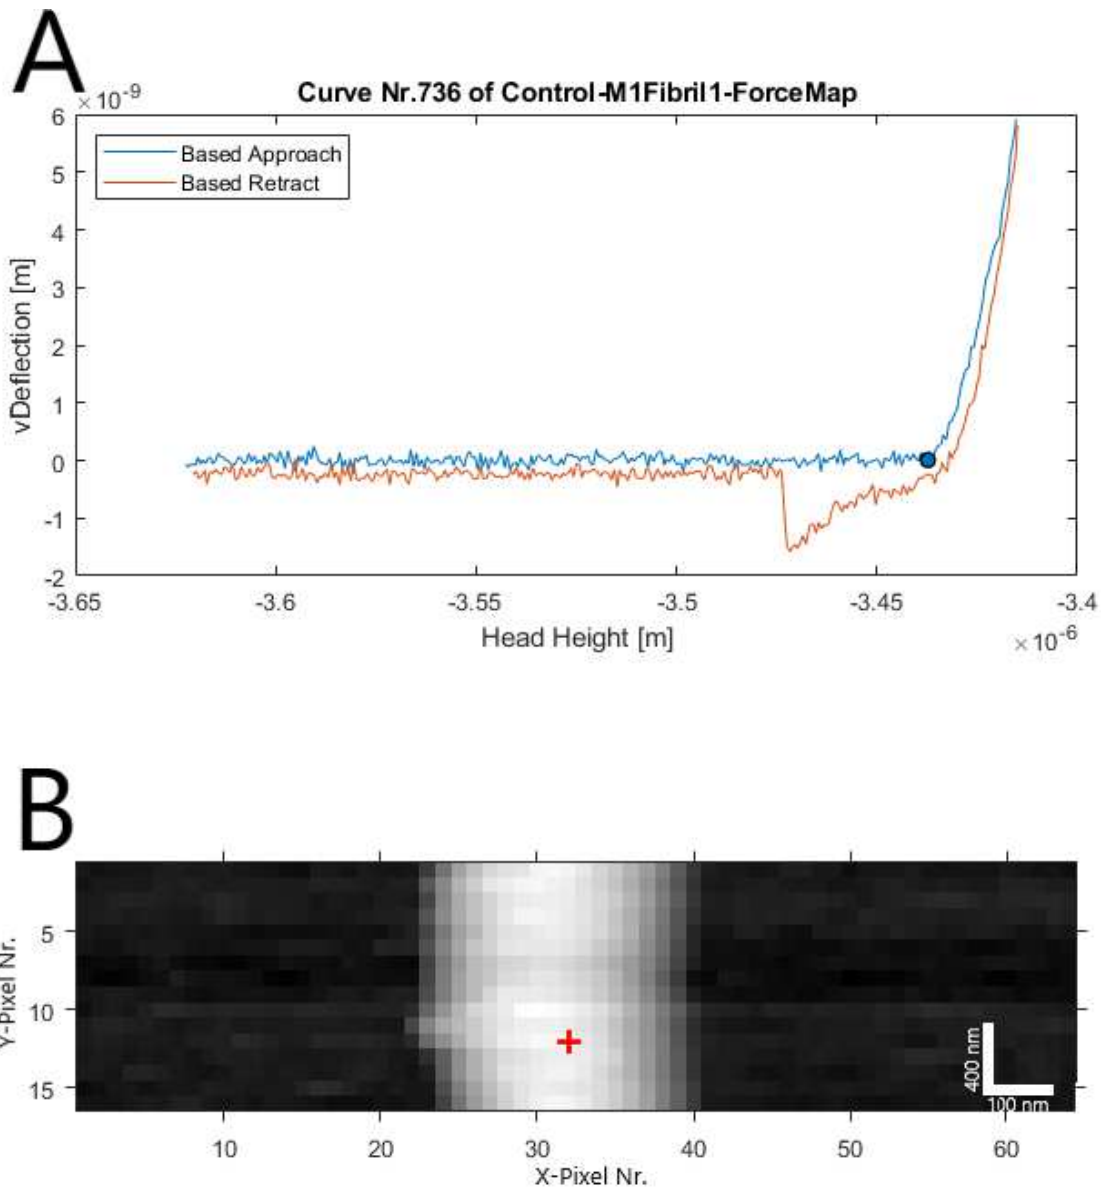 A
×10⁻⁹
Curve Nr.736 of Control-M1Fibril1-ForceMap
Based Approach
Based Retract
6
5
4
3
2
1
0
-1
-2
vDeflection [m]
-3.65 -3.6 -3.55 -3.5 -3.45 -3.4
Head Height [m]
×10⁻⁶
B
5
10
15
Y-Pixel Nr.
400 nm
100 nm
10 20 30 40 50 60
X-Pixel Nr.